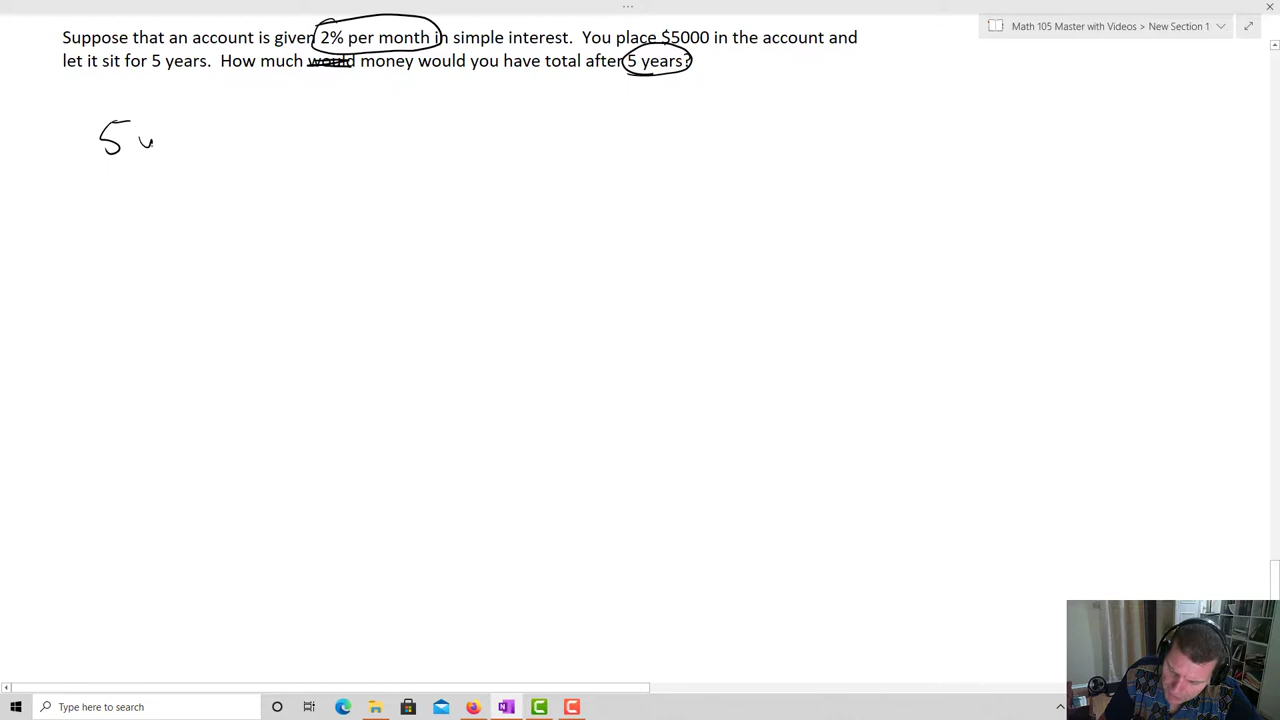 ...
Math 105 Master with Videos > New Section 1
Suppose that an account is given 2% per month in simple interest. You place $5000 in the account and
let it sit for 5 years. How much would money would you have total after 5 years?
5
Type here to search